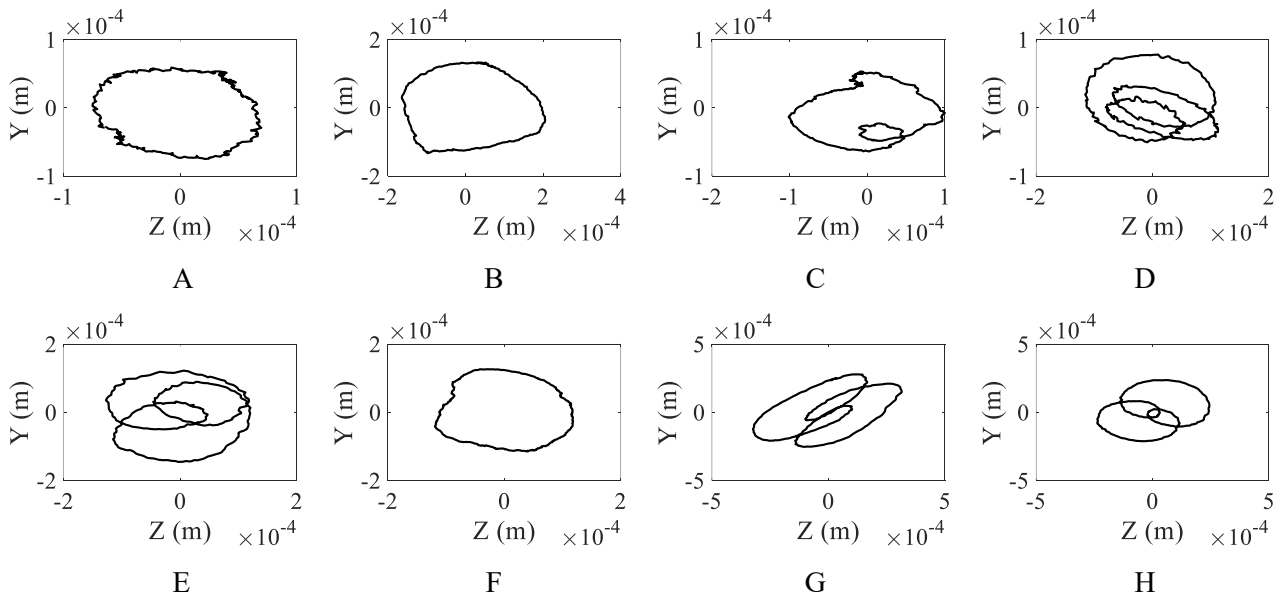 ×10-4 ×10-4 ×10-4 ×10-4
1 2 1 1
Y (m) 0 Y (m) 0 Y (m) 0 Y (m) 0
-1 -2 -1 -1
-1 0 1 -2 0 2 4 -2 -1 0 1 -2 0 2
Z (m) ×10-4 Z (m) ×10-4 Z (m) ×10-4 Z (m) ×10-4
A B C D
×10-4 ×10-4 ×10-4 ×10-4
2 2 5 5
Y (m) 0 Y (m) 0 Y (m) 0 Y (m) 0
-2 -2 -5 -5
-2 0 2 -2 0 2 -5 0 5 -5 0 5
Z (m) ×10-4 Z (m) ×10-4 Z (m) ×10-4 Z (m) ×10-4
E F G H